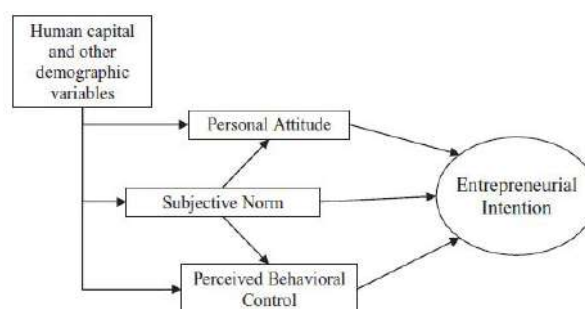 Human capital
and other
demographic
variables
Personal Attitude
Subjective Norm
Perceived Behavioral
Control
Entrepreneurial
Intention